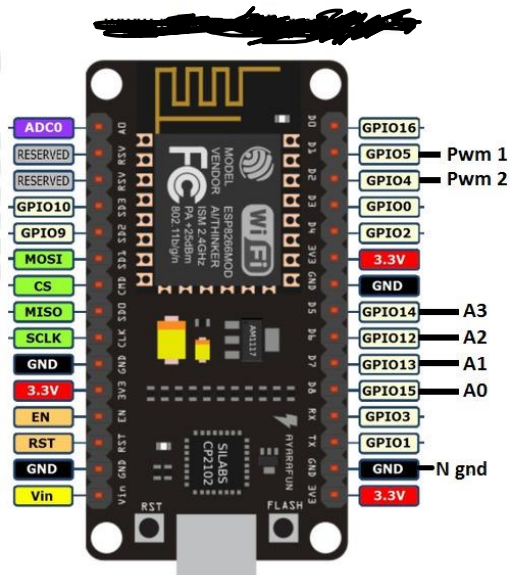 ADC0
RESERVED
RESERVED
GPIO10
GPIO9
MOSI
CS
MISO
SCLK
GND
3.3V
EN
RST
GND
Vin
A0
RSV
RSV
SD3
SD2
SD1
CMD
SDO
CLK
GND
3V3
EN
RST
GND
Vin
MODEL ESP8266MOD
VENDOR AI/THINKER
ISM 2.4GHz
PA +25dBm
802.11b/g/n
FC
Wi Fi
AM1117
SILABS
CP2102
AYARAFUN
RST
FLASH
D0
D1
D2
D3
D4
3V3
GND
D5
D6
D7
D8
RX
TX
GND
3V3
GPIO16
GPIO5 Pwm 1
GPIO4 Pwm 2
GPIO0
GPIO2
3.3V
GND
GPIO14 A3
GPIO12 A2
GPIO13 A1
GPIO15 A0
GPIO3
GPIO1
GND N gnd
3.3V